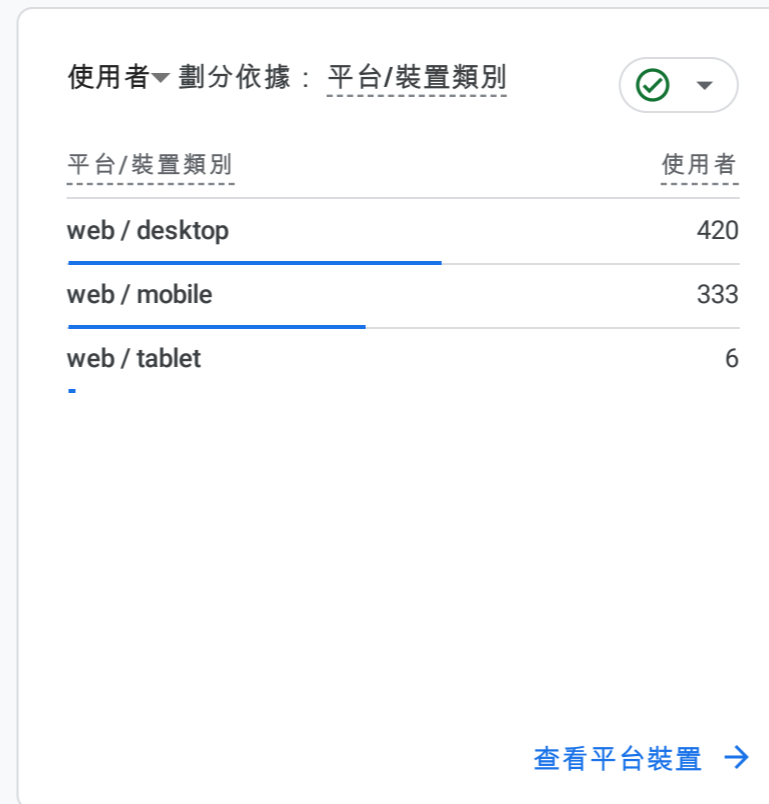 使用者 劃分依據： 平台/裝置類別
平台/裝置類別 使用者
web / desktop 420
web / mobile 333
web / tablet 6
查看平台裝置